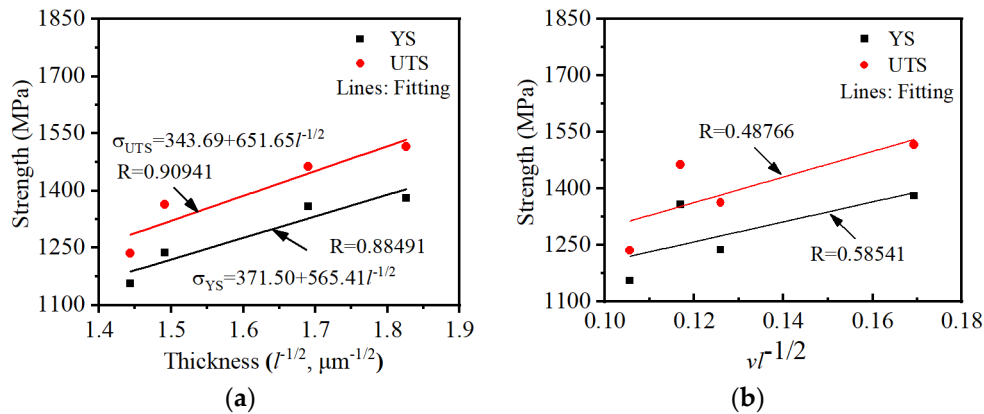 1850
1700
1550
1400
1250
1100
Strength (MPa)
YS
UTS
Lines: Fitting
σUTS=343.69+651.65l-1/2
R=0.90941
R=0.88491
σYS=371.50+565.41l-1/2
1.4 1.5 1.6 1.7 1.8 1.9
Thickness (l-1/2, μm-1/2)
(a)
1850
1700
1550
1400
1250
1100
Strength (MPa)
YS
UTS
Lines: Fitting
R=0.48766
R=0.58541
0.10 0.12 0.14 0.16 0.18
vl-1/2
(b)